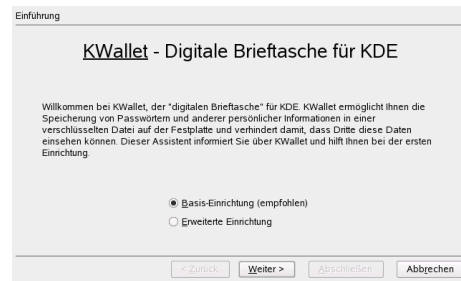 Einführung
KWallet - Digitale Brieftasche für KDE
Willkommen bei KWallet, der "digitalen Brieftasche" für KDE. KWallet ermöglicht Ihnen die
Speicherung von Passwörtern und anderer persönlicher Informationen in einer
verschlüsselten Datei auf der Festplatte und verhindert damit, dass Dritte diese Daten
einsehen können. Dieser Assistent informiert Sie über KWallet und hilft Ihnen bei der ersten
Einrichtung.
Basis-Einrichtung (empfohlen)
Erweiterte Einrichtung
< Zurück Weiter > Abschließen Abbrechen